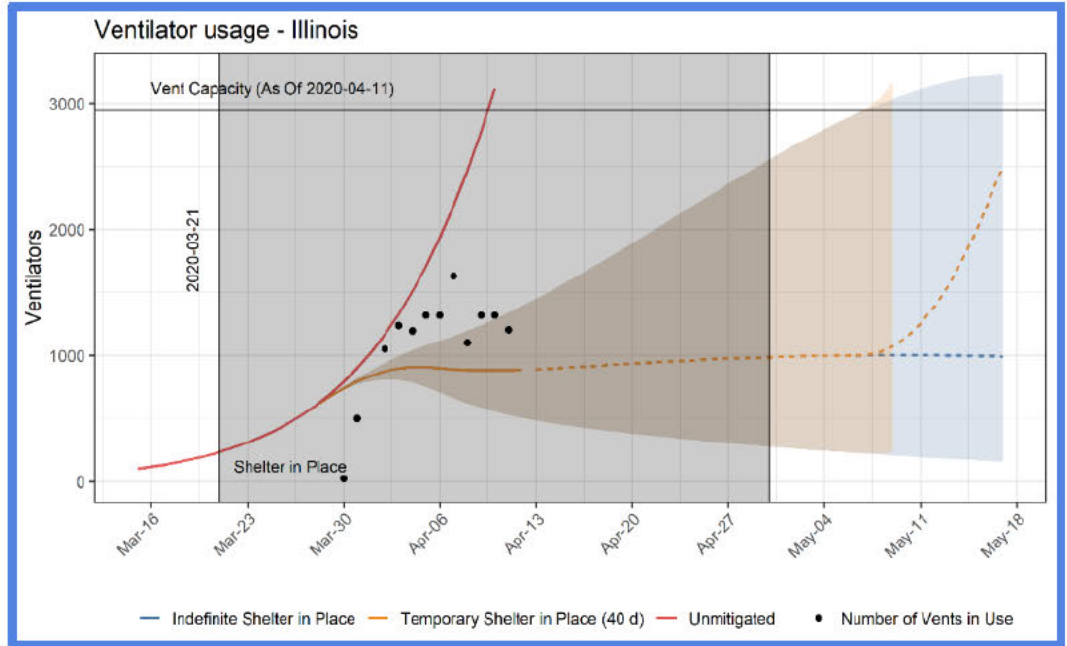 Ventilator usage - Illinois
Vent Capacity (As Of 2020-04-11)
3000
2000
1000
0
Ventilators
2020-03-21
Shelter in Place
Mar-16
Mar-23
Mar-30
Apr-06
Apr-13
Apr-20
Apr-27
May-04
May-11
May-18
Indefinite Shelter in Place
Temporary Shelter in Place (40 d)
Unmitigated
Number of Vents in Use